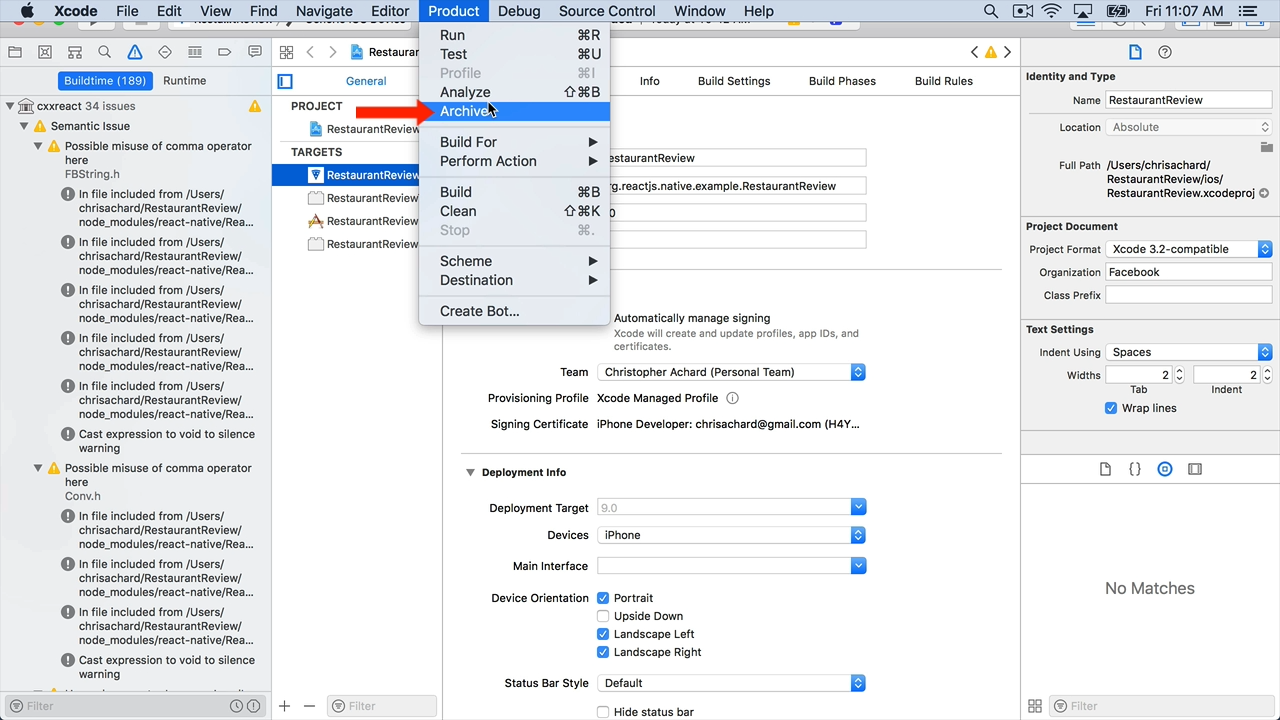 Xcode File Edit View Find Navigate Editor Product Debug Source Control Window Help Fri 11:07 AM
Buildtime (189) Runtime
cxxreact 34 issues
Semantic Issue
Possible misuse of comma operator
here
FBString.h
In file included from /Users/
chrisachard/RestaurantReview/
node_modules/react-native/Rea...
In file included from /Users/
chrisachard/RestaurantReview/
node_modules/react-native/Rea...
In file included from /Users/
chrisachard/RestaurantReview/
node_modules/react-native/Rea...
In file included from /Users/
chrisachard/RestaurantReview/
node_modules/react-native/Rea...
In file included from /Users/
chrisachard/RestaurantReview/
node_modules/react-native/Rea...
Cast expression to void to silence
warning
Possible misuse of comma operator
here
Conv.h
In file included from /Users/
chrisachard/RestaurantReview/
node_modules/react-native/Rea...
In file included from /Users/
chrisachard/RestaurantReview/
node_modules/react-native/Rea...
In file included from /Users/
chrisachard/RestaurantReview/
node_modules/react-native/Rea...
Cast expression to void to silence
warning
Filter
Restauran
General Info Build Settings Build Phases Build Rules
PROJECT
RestaurantReview
TARGETS
RestaurantReview
RestaurantReview
RestaurantReview
RestaurantReview
Filter
Run ⌘R
Test ⌘U
Profile ⌘I
Analyze ⇧⌘B
Archive
Build For
Perform Action
Build ⌘B
Clean ⇧⌘K
Stop ⌘.
Scheme
Destination
Create Bot...
estaurantReview
rg.reactjs.native.example.RestaurantReview
0
Automatically manage signing
Xcode will create and update profiles, app IDs, and
certificates.
Team Christopher Achard (Personal Team)
Provisioning Profile Xcode Managed Profile
Signing Certificate iPhone Developer: chrisachard@gmail.com (H4Y...
Deployment Info
Deployment Target 9.0
Devices iPhone
Main Interface
Device Orientation Portrait
Upside Down
Landscape Left
Landscape Right
Status Bar Style Default
Hide status bar
Identity and Type
Name RestaurantReview
Location Absolute
Full Path /Users/chrisachard/
RestaurantReview/ios/
RestaurantReview.xcodeproj
Project Document
Project Format Xcode 3.2-compatible
Organization Facebook
Class Prefix
Text Settings
Indent Using Spaces
Widths 2 2
Tab Indent
Wrap lines
No Matches
Filter